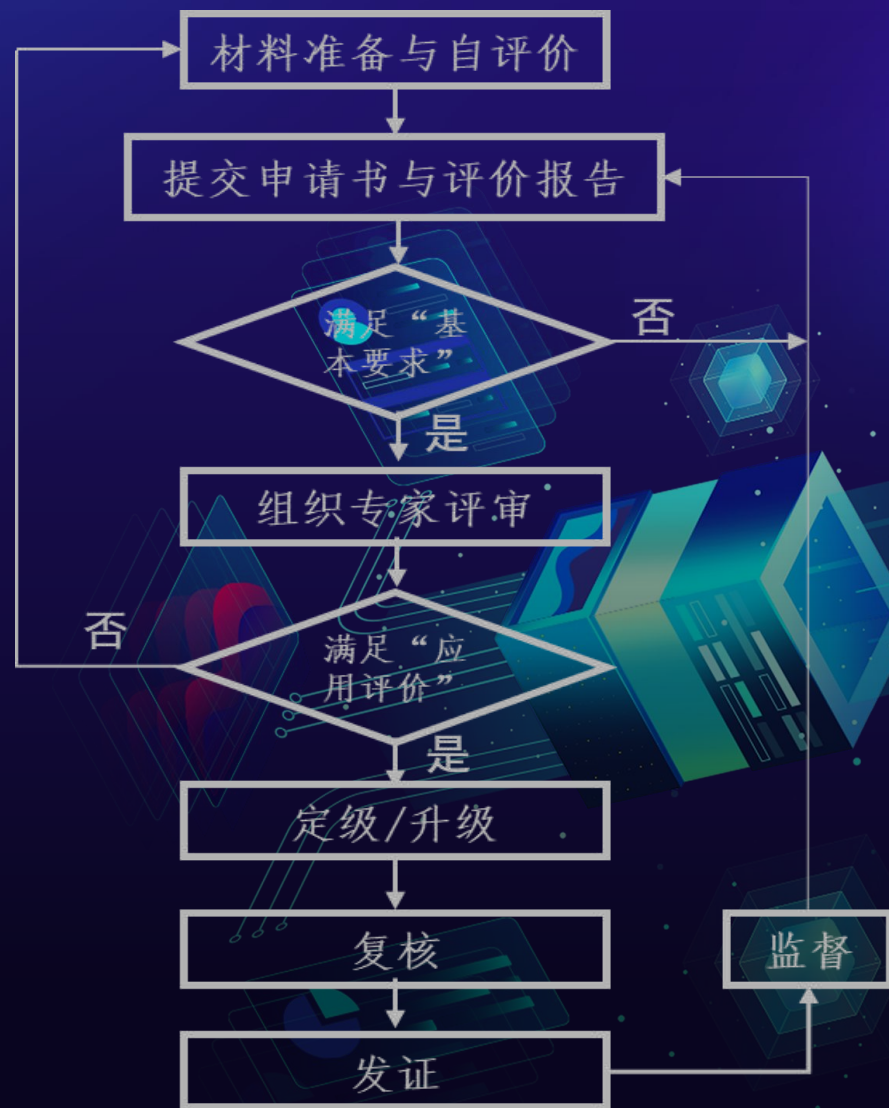 材料准备与自评价
提交申请书与评价报告
满足“基
本要求”
否
是
组织专家评审
否
满足“应
用评价”
是
定级/升级
复核
监督
发证